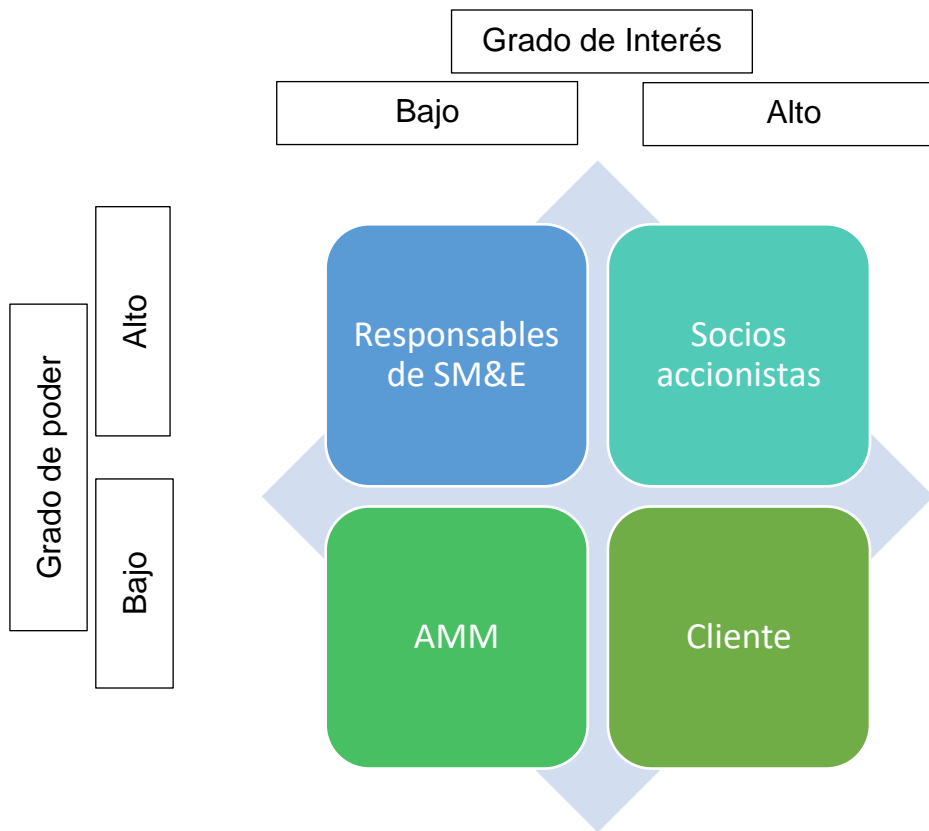 Grado de Interés
Bajo
Alto
Grado de poder
Alto
Bajo
Responsables
de SM&E
Socios
accionistas
AMM
Cliente